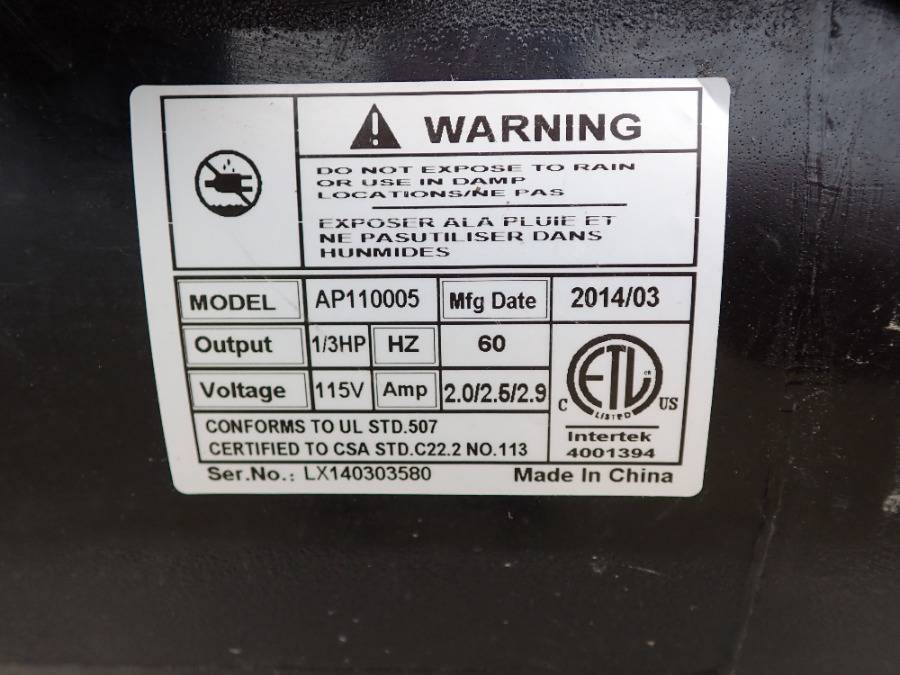 WARNING
DO NOT EXPOSE TO RAIN
OR USE IN DAMP
LOCATIONS/NE PAS
EXPOSER ALA PLUIE ET
NE PASUTILISER DANS
HUNMIDES
MODEL AP110005 Mfg Date 2014/03
Output 1/3HP HZ 60
Voltage 115V Amp 2.0/2.5/2.9
CONFORMS TO UL STD.507
CERTIFIED TO CSA STD.C22.2 NO.113
ETL
C US
LISTED
Intertek
4001394
Ser.No.: LX140303580 Made In China